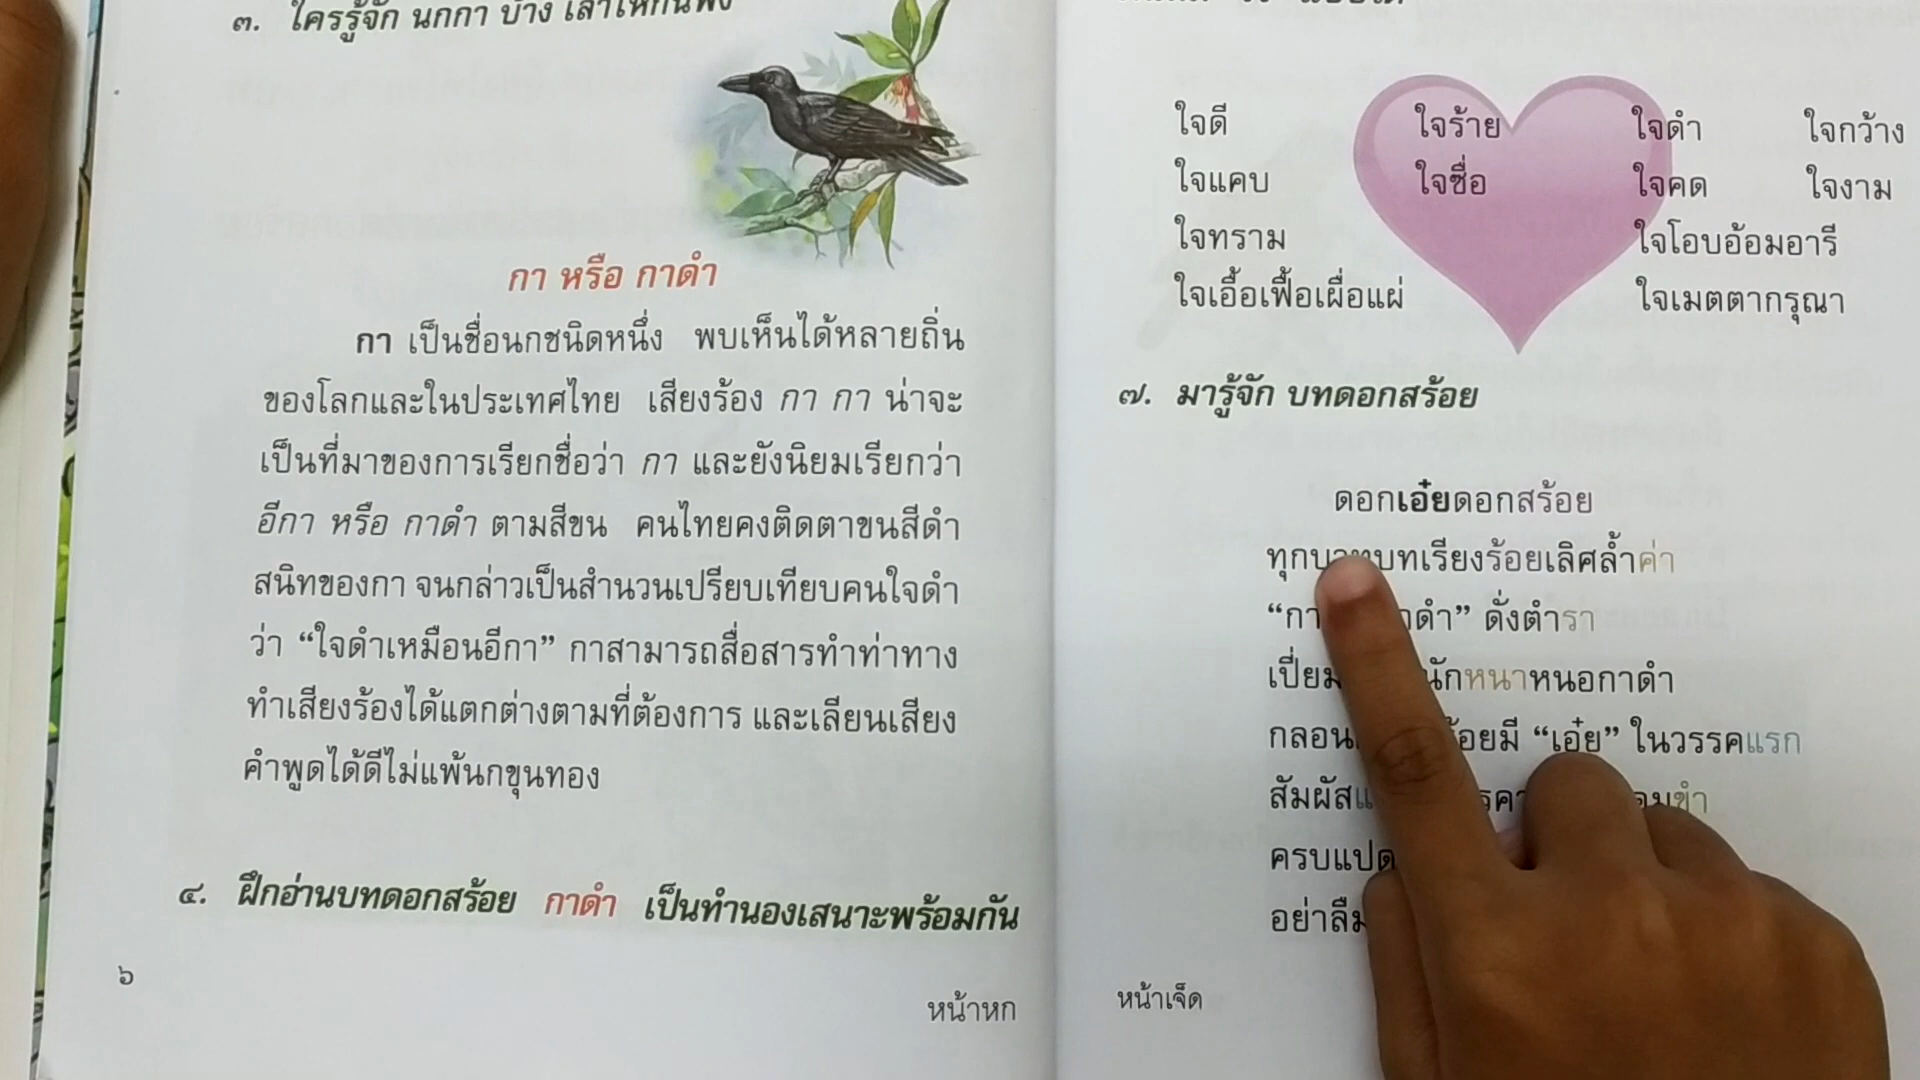 ๓. ใครรู้จัก นกกา บ้าง เล่าให้กันฟัง
กา หรือ กาดำ
กา เป็นชื่อนกชนิดหนึ่ง พบเห็นได้หลายถิ่น
ของโลกและในประเทศไทย เสียงร้อง กา กา น่าจะ
เป็นที่มาของการเรียกชื่อว่า กา และยังนิยมเรียกว่า
อีกา หรือ กาดำ ตามสีขน คนไทยคงติดตาขนสีดำ
สนิทของกา จนกล่าวเป็นสำนวนเปรียบเทียบคนใจดำ
ว่า “ใจดำเหมือนอีกา” กาสามารถสื่อสารทำท่าทาง
ทำเสียงร้องได้แตกต่างตามที่ต้องการ และเลียนเสียง
คำพูดได้ดีไม่แพ้นกขุนทอง
๔. ฝึกอ่านบทดอกสร้อย กาดำ เป็นทำนองเสนาะพร้อมกัน
๖
หน้าหก
ใจดี ใจร้าย ใจดำ ใจกว้าง
ใจแคบ ใจซื่อ ใจคด ใจงาม
ใจทราม ใจโอบอ้อมอารี
ใจเอื้อเฟื้อเผื่อแผ่ ใจเมตตากรุณา
๗. มารู้จัก บทดอกสร้อย
ดอกเอ๋ยดอกสร้อย
บทเรียงร้อยเลิศล้ำค่า
“กา ดำ” ดั่งตำรา
นักหนาหนอกาดำ
กลอน มี “เอ๋ย” ในวรรคแรก
สัมผัส ขำ
ครบแปด
อย่าลืม
หน้าเจ็ด